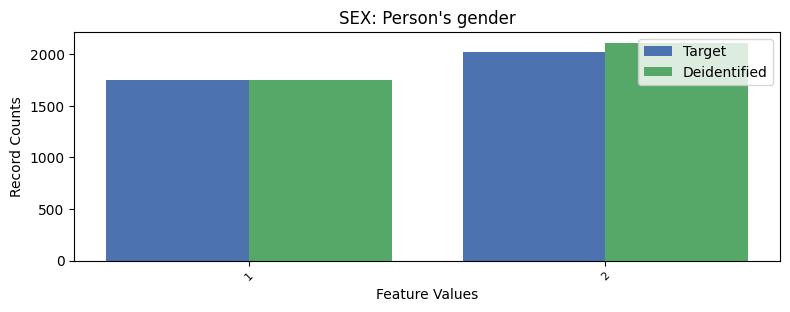 SEX: Person's gender
Record Counts
2000
1500
1000
500
0
Target
Deidentified
1
2
Feature Values